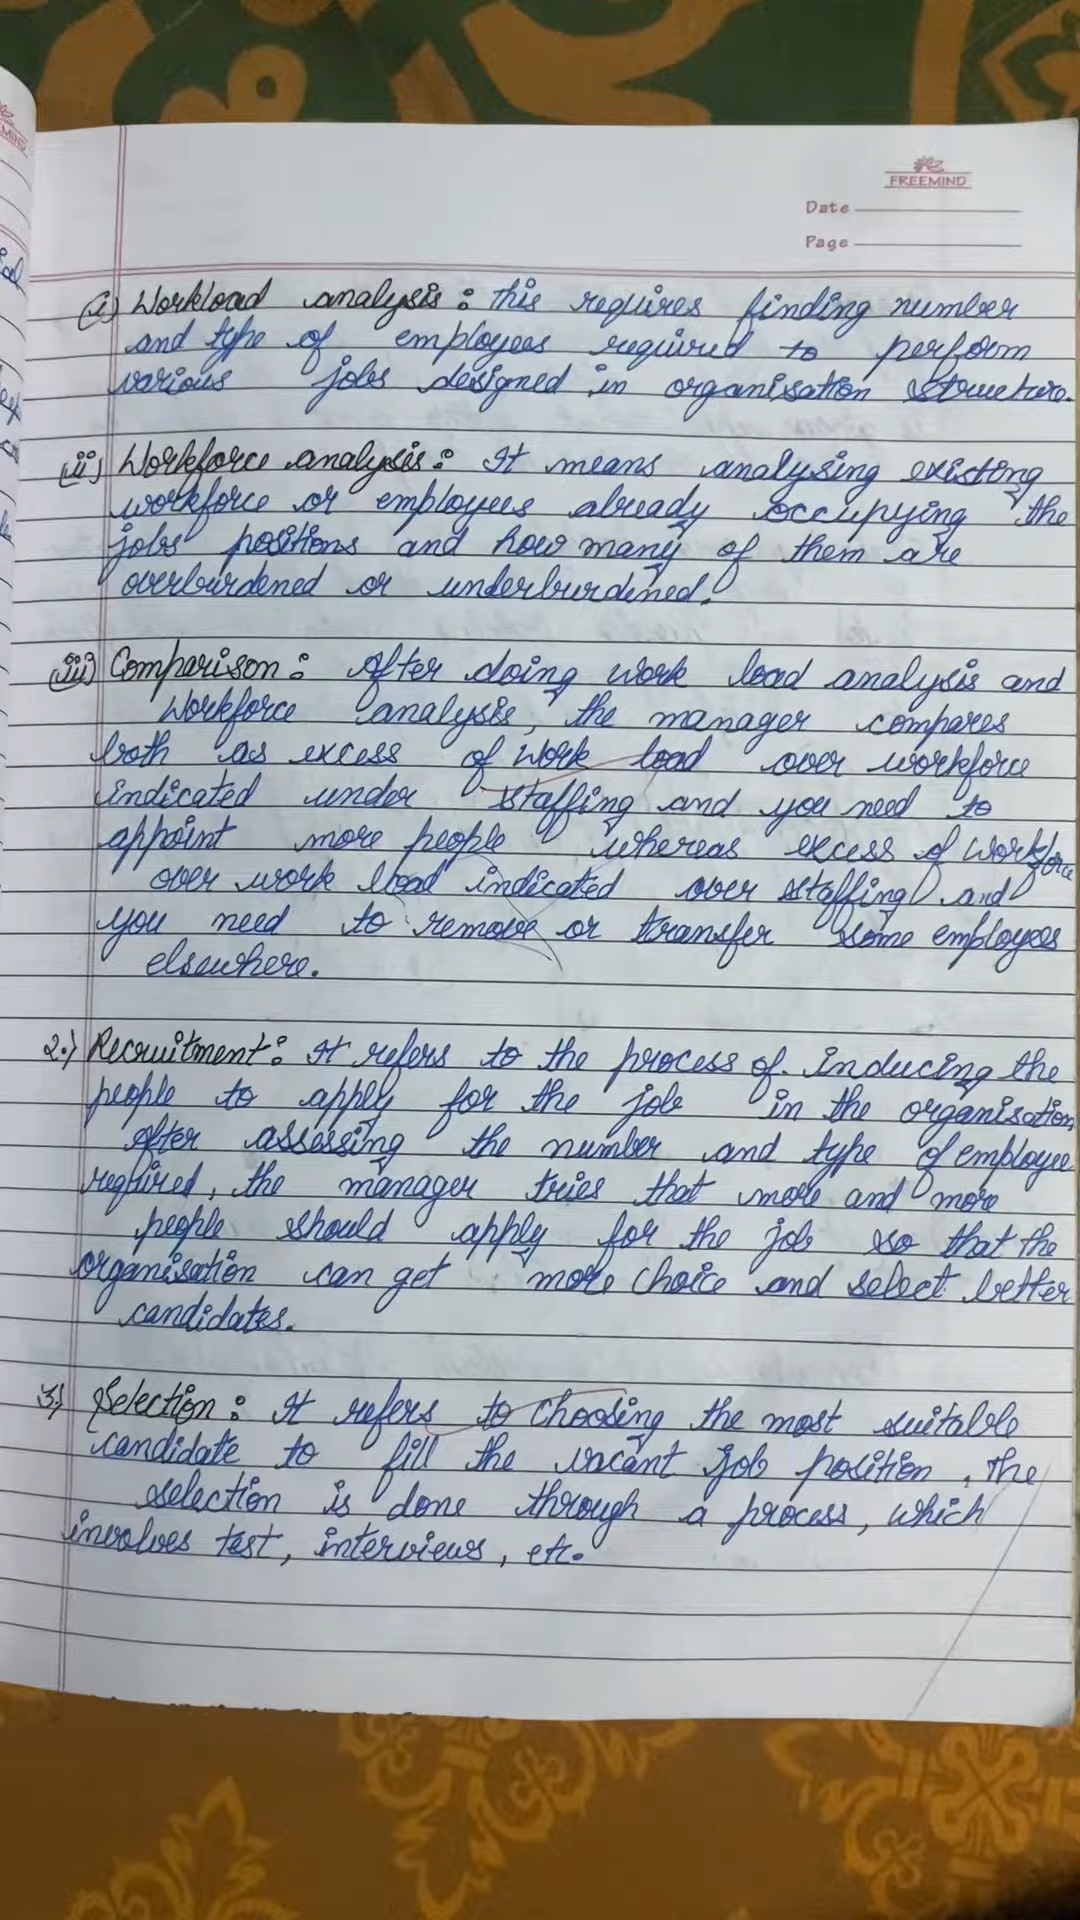 FREEMIND
Date
Page
(i) Workload analysis : this requires finding number
and type of employees required to perform
various jobs designed in organisation structure.
(ii) Workforce analysis : It means analysing existing
workforce or employees already occupying the
jobs positions and how many of them are
overburdened or underburdened.
(iii) Comparison : After doing work load analysis and
workforce analysis, the manager compares
both as excess of work load over workforce
indicated under staffing and you need to
appoint more people whereas excess of workforce
over work load indicated over staffing and
you need to remove or transfer some employees
elsewhere.
2.) Recruitment : It refers to the process of inducing the
people to apply for the job in the organisation
After assessing the number and type of employee
required, the manager tries that more and more
people should apply for the job so that the
organisation can get more choice and select better
candidates.
3.) Selection : It refers to choosing the most suitable
candidate to fill the vacant job position, the
selection is done through a process, which
involves test, interviews, etc.